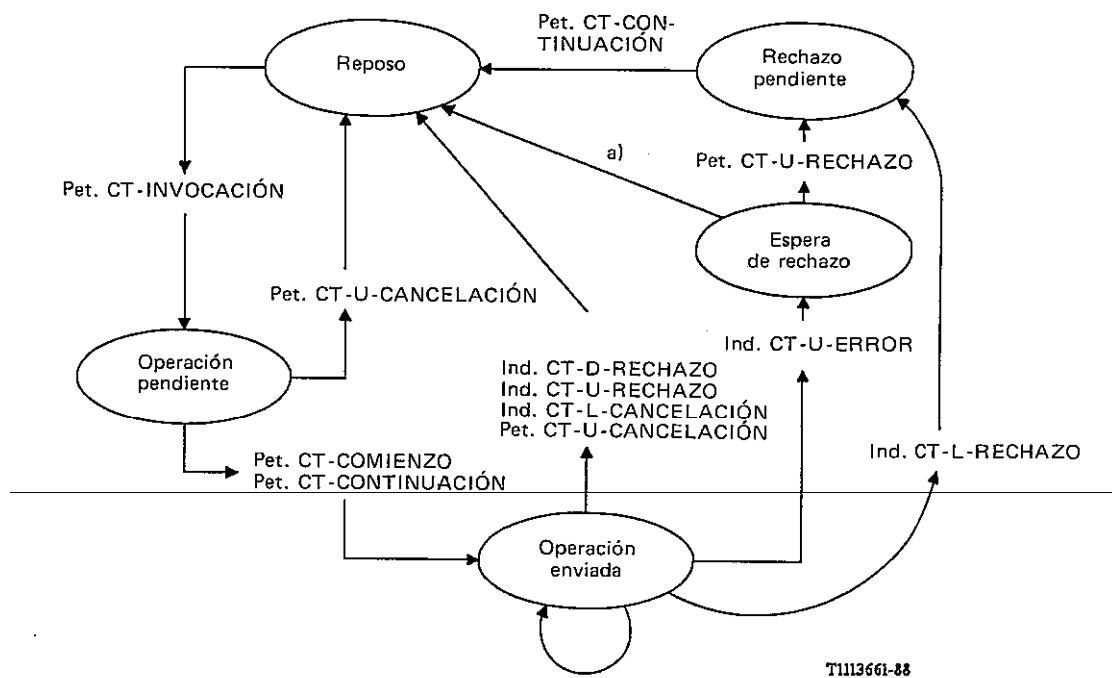 Pet. CT-CON-
TINUACIÓN
Reposo
Rechazo
pendiente
a)
Pet. CT-U-RECHAZO
Pet. CT-INVOCACIÓN
Espera
de rechazo
Pet. CT-U-CANCELACIÓN
Ind. CT-U-ERROR
Operación
pendiente
Ind. CT-D-RECHAZO
Ind. CT-U-RECHAZO
Ind. CT-L-CANCELACIÓN
Pet. CT-U-CANCELACIÓN
Ind. CT-L-RECHAZO
Pet. CT-COMIENZO
Pet. CT-CONTINUACIÓN
Operación
enviada
T1113661-88